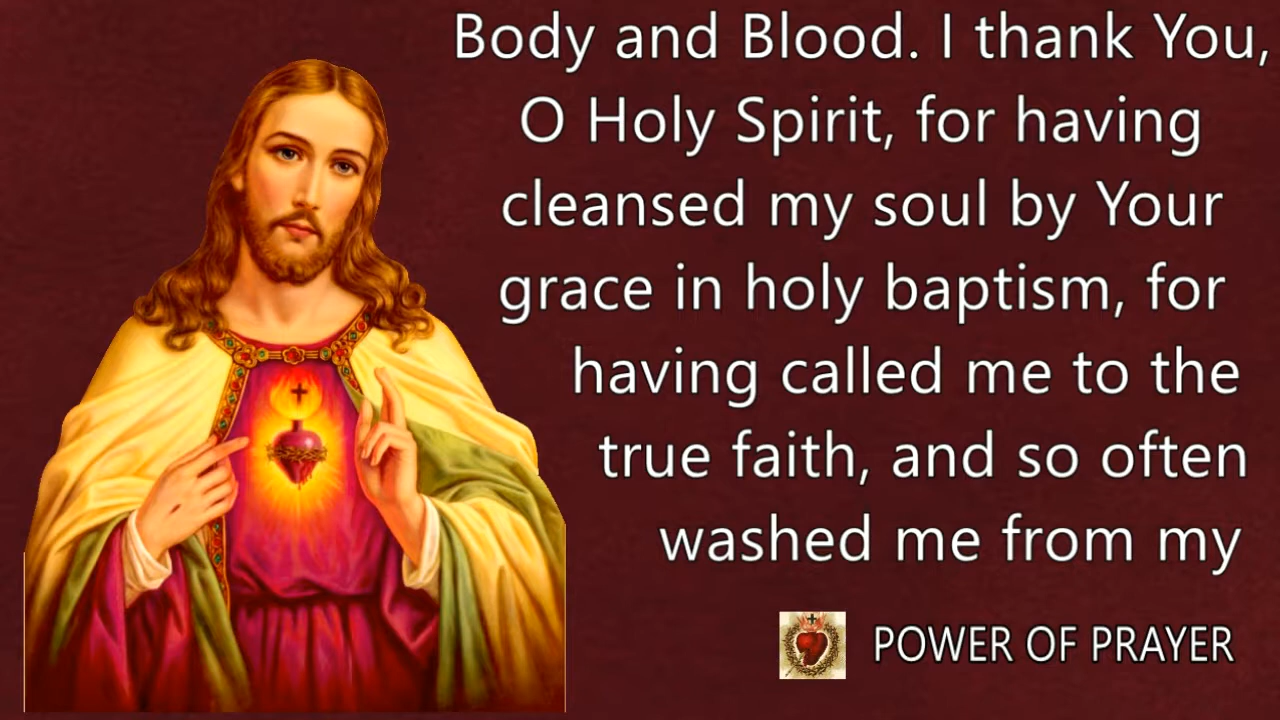 Body and Blood. I thank You,
O Holy Spirit, for having
cleansed my soul by Your
grace in holy baptism, for
having called me to the
true faith, and so often
washed me from my
POWER OF PRAYER